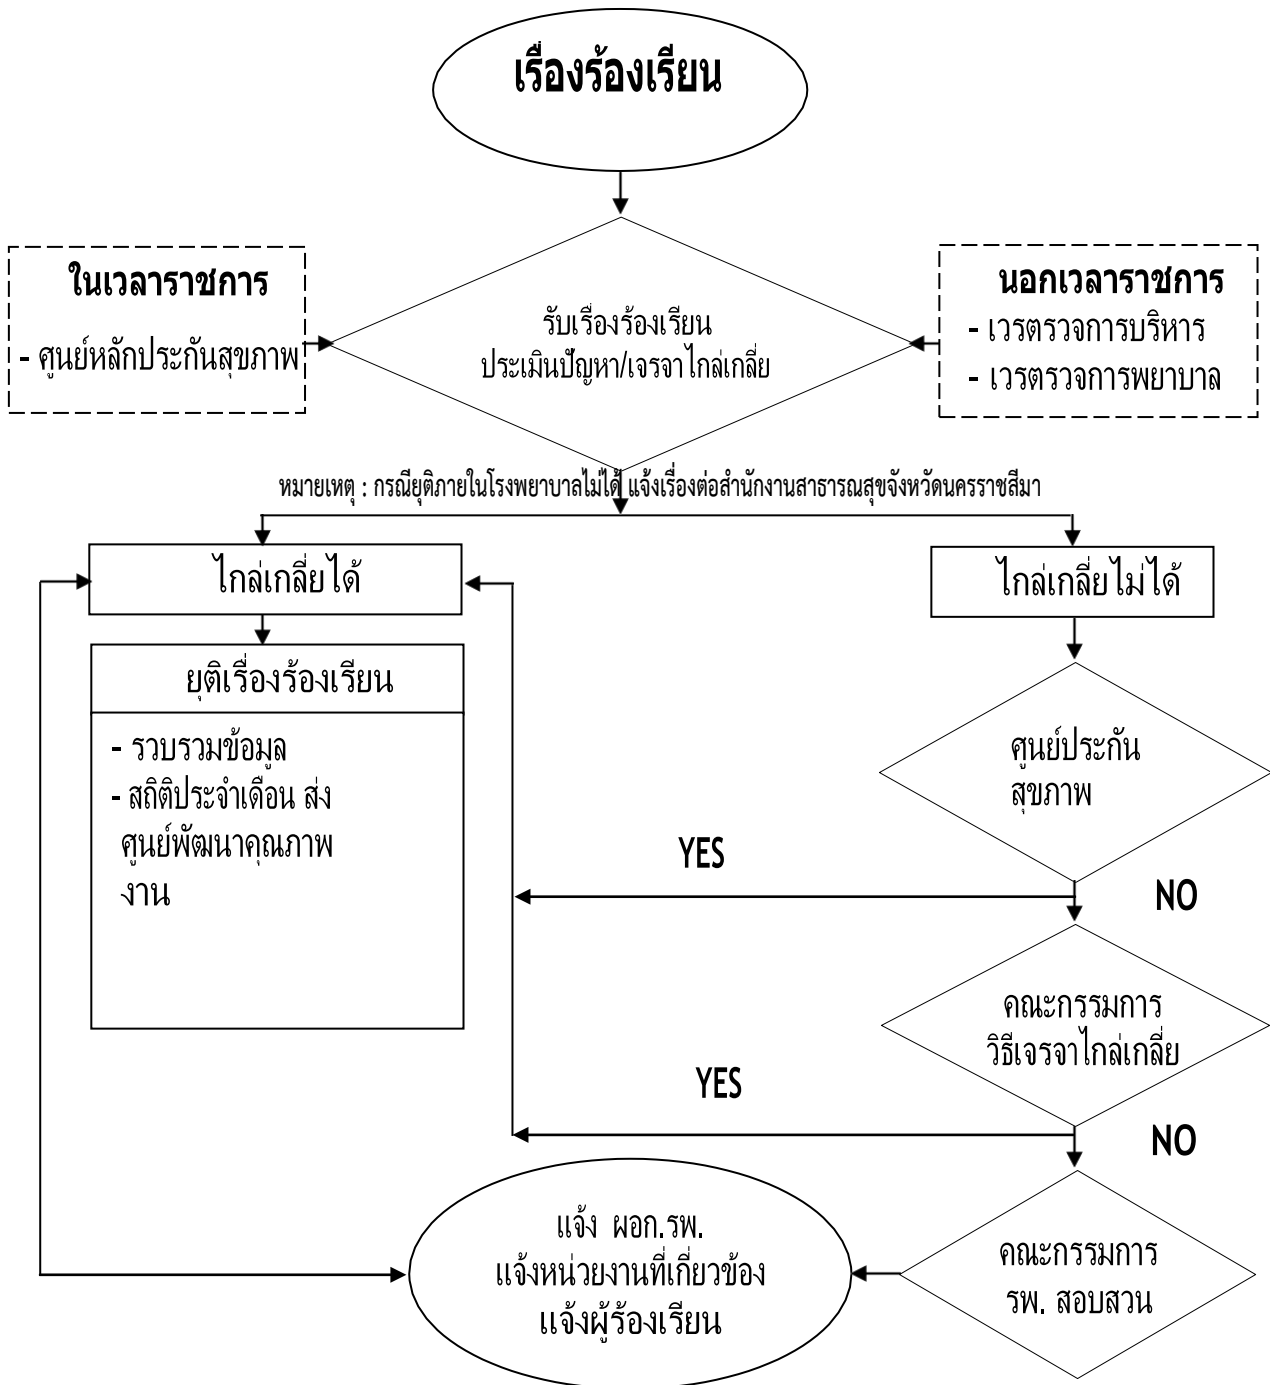 เรื่องร้องเรียน
ในเวลาราชการ
- ศูนย์หลักประกันสุขภาพ
รับเรื่องร้องเรียน
ประเมินปัญหา/เจรจาไกล่เกลี่ย
นอกเวลาราชการ
- เวรตรวจการบริหาร
- เวรตรวจการพยาบาล
หมายเหตุ : กรณียุติภายในโรงพยาบาลไม่ได้ แจ้งเรื่องต่อสำนักงานสาธารณสุขจังหวัดนครราชสีมา
ไกล่เกลี่ยได้
ไกล่เกลี่ยไม่ได้
ยุติเรื่องร้องเรียน
- รวบรวมข้อมูล
- สถิติประจำเดือน ส่ง
ศูนย์พัฒนาคุณภาพ
งาน
ศูนย์ประกัน
สุขภาพ
YES
NO
คณะกรรมการ
วิธีเจรจาไกล่เกลี่ย
YES
NO
แจ้ง ผอก.รพ.
แจ้งหน่วยงานที่เกี่ยวข้อง
แจ้งผู้ร้องเรียน
คณะกรรมการ
รพ. สอบสวน